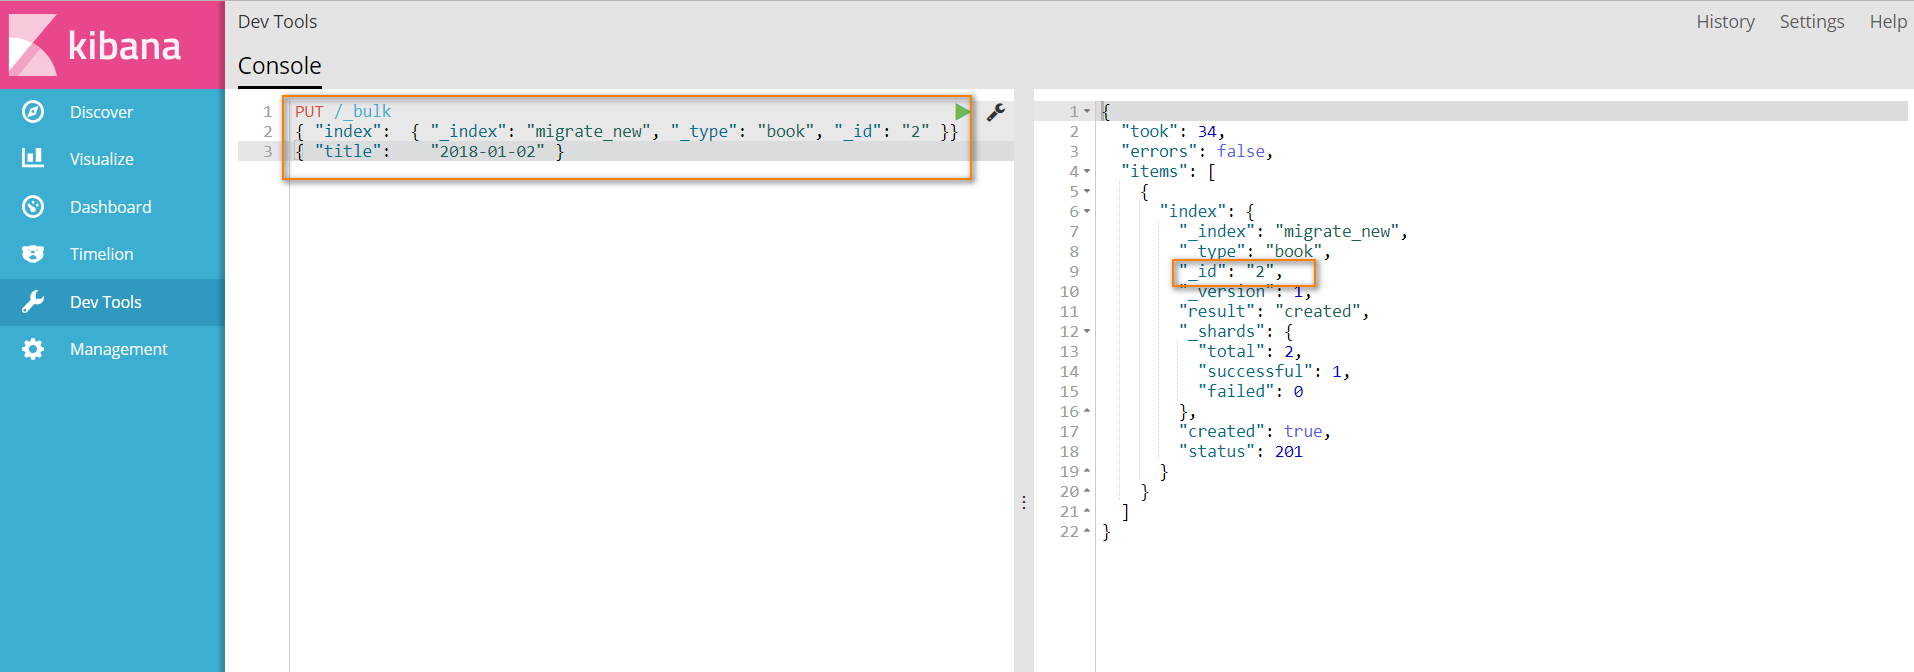 kibana
Discover
Visualize
Dashboard
Timelion
Dev Tools
Management
Dev Tools
History Settings Help
Console
1 PUT /_bulk
2 { "index":  { "_index": "migrate_new", "_type": "book", "_id": "2" }}
3 { "title":    "2018-01-02" }
1 {
2   "took": 34,
3   "errors": false,
4   "items": [
5     {
6       "index": {
7         "_index": "migrate_new",
8         "_type": "book",
9         "_id": "2",
10         "_version": 1,
11         "result": "created",
12         "_shards": {
13           "total": 2,
14           "successful": 1,
15           "failed": 0
16         },
17         "created": true,
18         "status": 201
19       }
20     }
21   ]
22 }